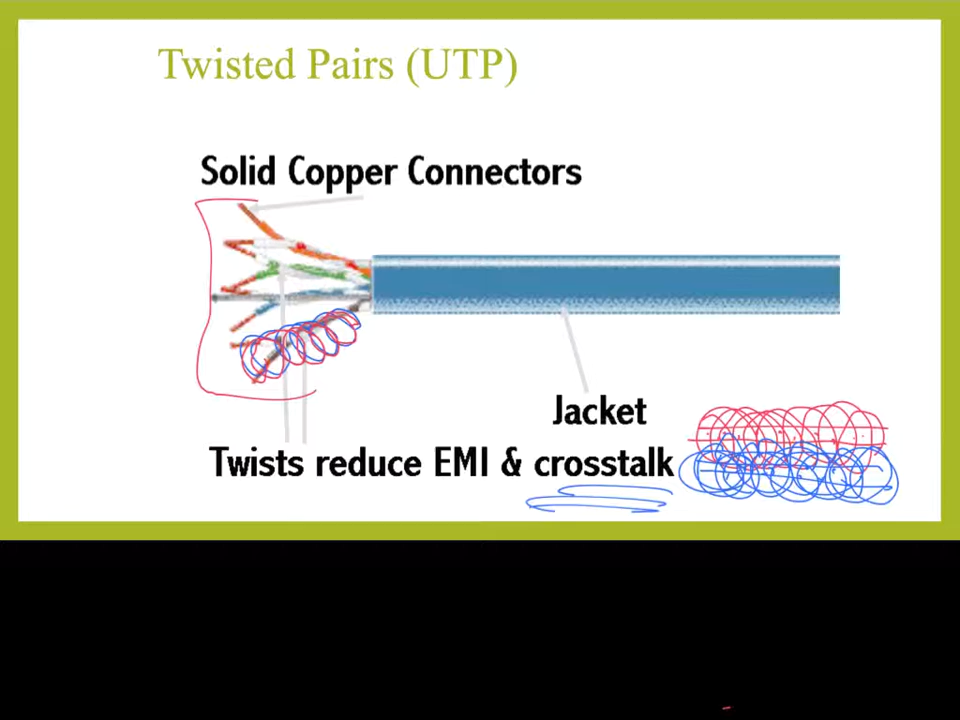 Twisted Pairs (UTP)
Solid Copper Connectors
Jacket
Twists reduce EMI & crosstalk